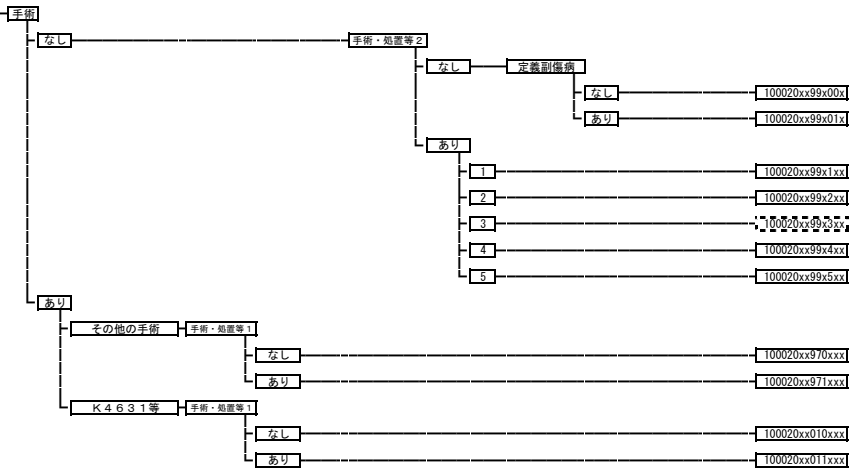 手術
なし 手術・処置等２
なし 定義副傷病
なし 100020xx99x00x
あり 100020xx99x01x
あり
1 100020xx99x1xx
2 100020xx99x2xx
3 100020xx99x3xx
4 100020xx99x4xx
5 100020xx99x5xx
あり
その他の手術 手術・処置等１
なし 100020xx970xxx
あり 100020xx971xxx
Ｋ４６３１等 手術・処置等１
なし 100020xx010xxx
あり 100020xx011xxx